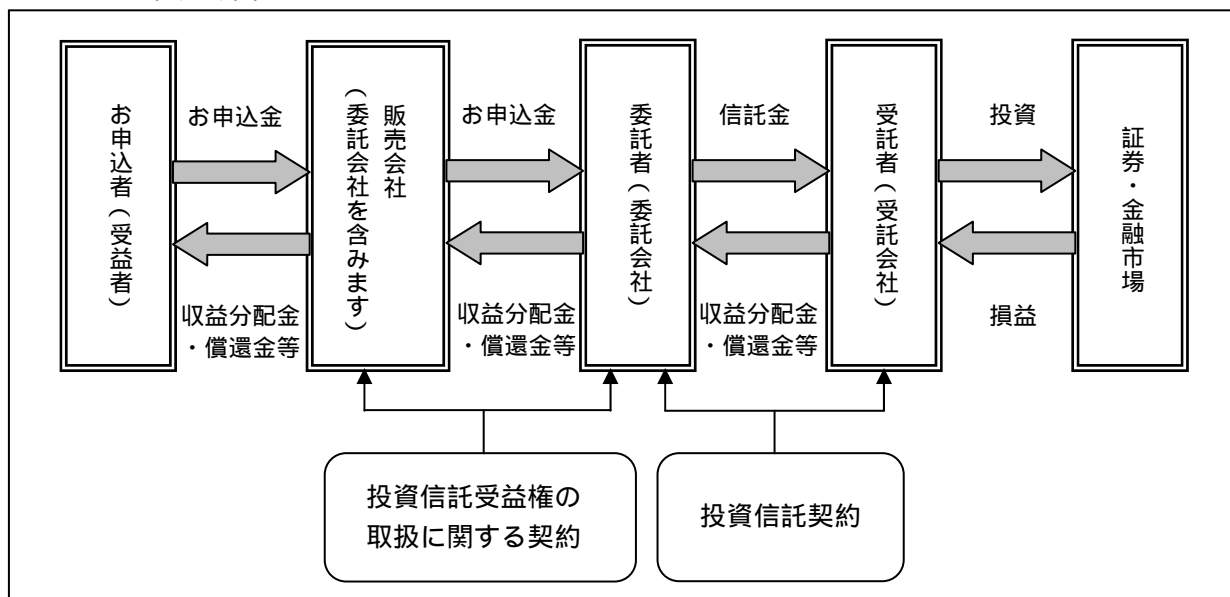 お申込者(受益者)
お申込金
収益分配金
・償還金等
販売会社
(委託会社を含みます)
お申込金
収益分配金
・償還金等
委託者(委託会社)
信託金
収益分配金
・償還金等
受託者(受託会社)
投資
損益
証券・金融市場
投資信託受益権の
取扱に関する契約
投資信託契約